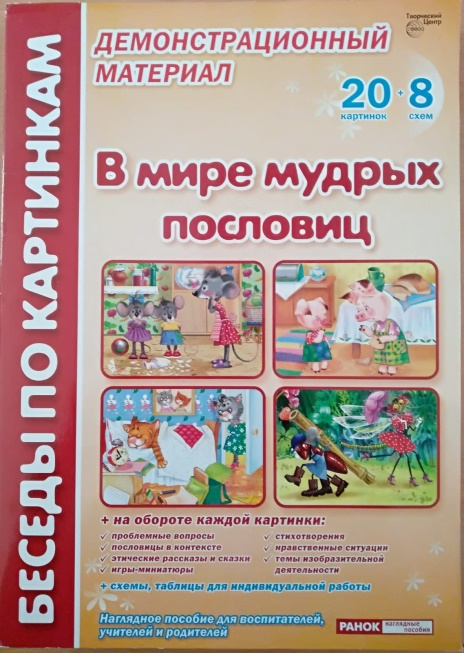 БЕСЕДЫ ПО КАРТИНКАМ
ДЕМОНСТРАЦИОННЫЙ
МАТЕРИАЛ
Творческий
Центр
20 + 8
картинок схем
В мире мудрых
пословиц
+ на обороте каждой картинки:
✓ проблемные вопросы
✓ пословицы в контексте
✓ этические рассказы и сказки
✓ игры-миниатюры
✓ стихотворения
✓ нравственные ситуации
✓ темы изобразительной
деятельности
+ схемы, таблицы для индивидуальной работы
Наглядное пособие для воспитателей,
учителей и родителей
РАНОК наглядные
пособия